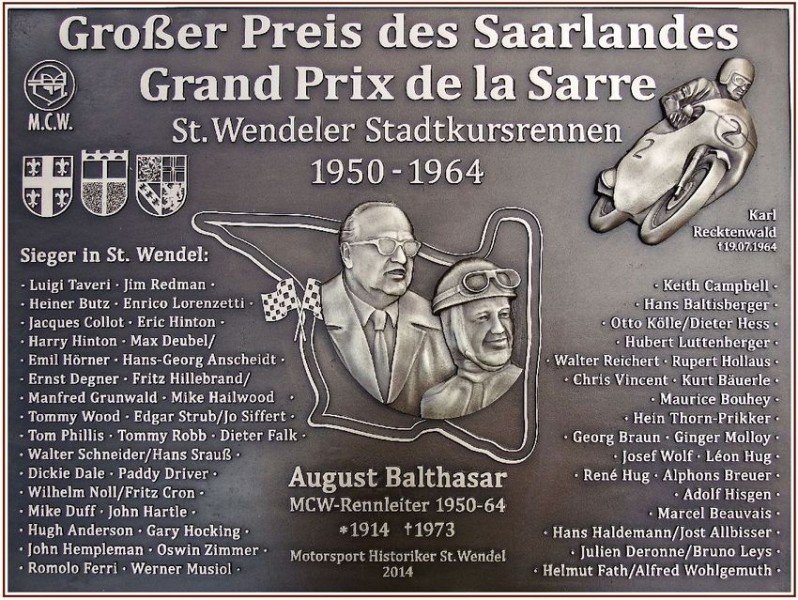 Großer Preis des Saarlandes
Grand Prix de la Sarre
St. Wendeler Stadtkursrennen
1950 - 1964
M.C.W.
2
2
Karl
Recktenwald
†19.07.1964
Sieger in St. Wendel:
· Luigi Taveri · Jim Redman ·
· Heiner Butz · Enrico Lorenzetti ·
· Jacques Collot · Eric Hinton ·
· Harry Hinton · Max Deubel/
Emil Hörner · Hans-Georg Anscheidt ·
· Ernst Degner · Fritz Hillebrand/
Manfred Grunwald · Mike Hailwood ·
· Tommy Wood · Edgar Strub/Jo Siffert ·
· Tom Phillis · Tommy Robb · Dieter Falk ·
· Walter Schneider/Hans Strauß ·
· Dickie Dale · Paddy Driver ·
· Wilhelm Noll/Fritz Cron ·
· Mike Duff · John Hartle ·
· Hugh Anderson · Gary Hocking ·
· John Hempleman · Oswin Zimmer ·
· Romolo Ferri · Werner Musiol ·
· Keith Campbell ·
· Hans Baltisberger ·
· Otto Kölle/Dieter Hess ·
· Hubert Luttenberger ·
· Walter Reichert · Rupert Hollaus ·
· Chris Vincent · Kurt Bäuerle ·
· Maurice Bouhey ·
· Hein Thorn-Prikker ·
· Georg Braun · Ginger Molloy ·
· Josef Wolf · Léon Hug ·
· René Hug · Alphons Breuer ·
· Adolf Hisgen ·
· Marcel Beauvais ·
· Hans Haldemann/Jost Allbisser ·
· Julien Deronne/Bruno Leys ·
· Helmut Fath/Alfred Wohlgemuth ·
August Balthasar
MCW-Rennleiter 1950-64
*1914 †1973
Motorsport Historiker St. Wendel
2014